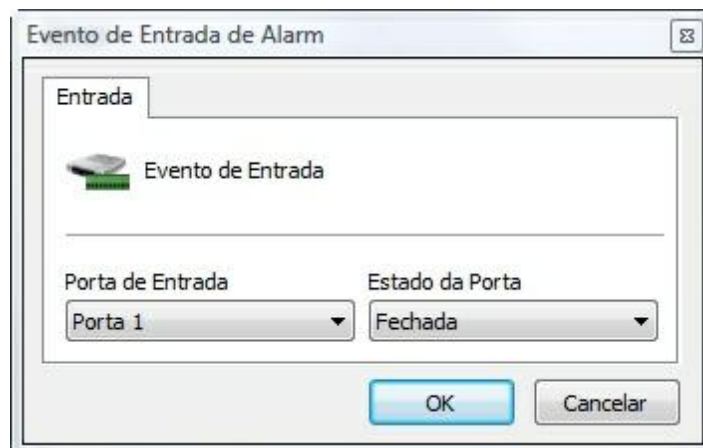 Evento de Entrada de Alarm
Entrada
Evento de Entrada
Porta de Entrada Estado da Porta
Porta 1 Fechada
OK Cancelar